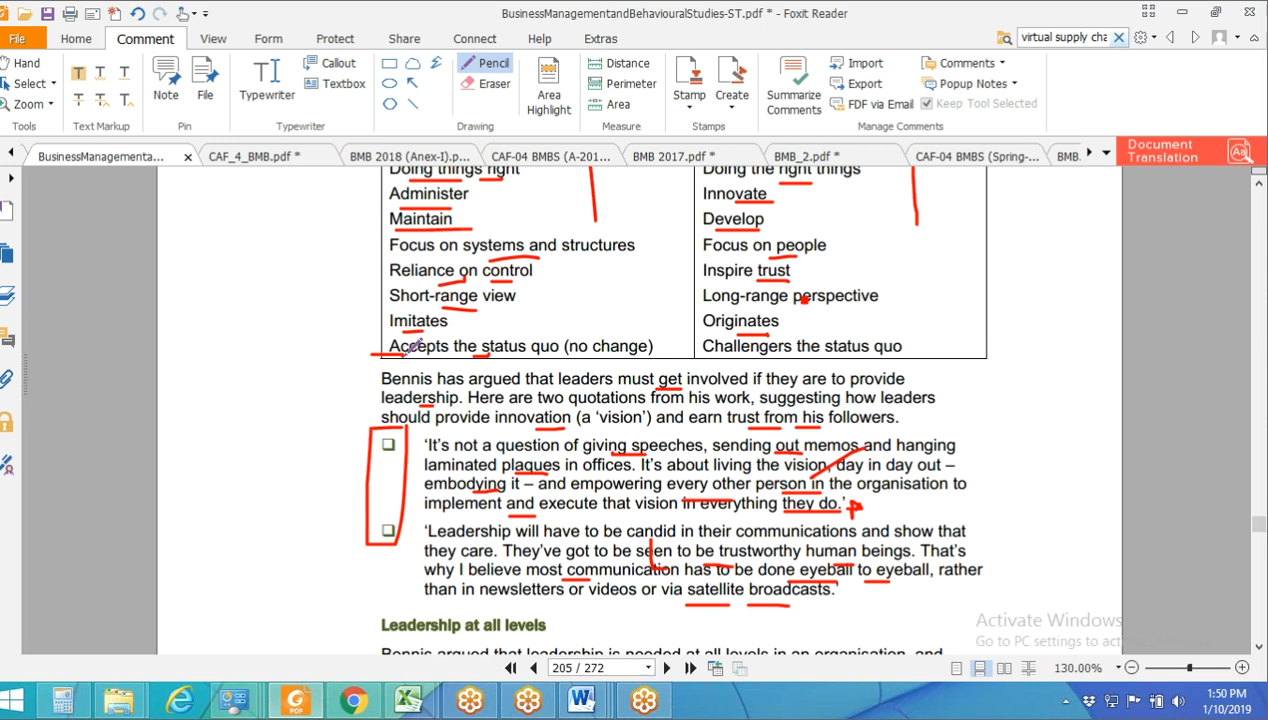 BusinessManagementandBehaviouralStudies-ST.pdf * - Foxit Reader
File Home Comment View Form Protect Share Connect Help Extras virtual supply cha
Hand Callout Pencil Distance Import Comments
Select Textbox Eraser Perimeter Export Popup Notes
Zoom Note File Typewriter Area Highlight Area Stamp Create Summarize Comments FDF via Email Keep Tool Selected
Tools Text Markup Pin Typewriter Drawing Measure Stamps Manage Comments
BusinessManagementa... CAF_4_BMB.pdf * BMB 2018 (Anex-I).p... CAF-04 BMBS (A-201... BMB 2017.pdf * BMB_2.pdf * CAF-04 BMBS (Spring-... BMB. Document Translation
Doing things right Doing the right things
Administer Innovate
Maintain Develop
Focus on systems and structures Focus on people
Reliance on control Inspire trust
Short-range view Long-range perspective
Imitates Originates
Accepts the status quo (no change) Challengers the status quo
Bennis has argued that leaders must get involved if they are to provide
leadership. Here are two quotations from his work, suggesting how leaders
should provide innovation (a 'vision') and earn trust from his followers.
'It's not a question of giving speeches, sending out memos and hanging
laminated plaques in offices. It's about living the vision, day in day out –
embodying it – and empowering every other person in the organisation to
implement and execute that vision in everything they do.'
'Leadership will have to be candid in their communications and show that
they care. They've got to be seen to be trustworthy human beings. That's
why I believe most communication has to be done eyeball to eyeball, rather
than in newsletters or videos or via satellite broadcasts.'
Leadership at all levels
Bennis argued that leadership is needed at all levels in an organisation, and
Activate Windows
Go to PC settings to
205 / 272 130.00%
1:50 PM
1/10/2019